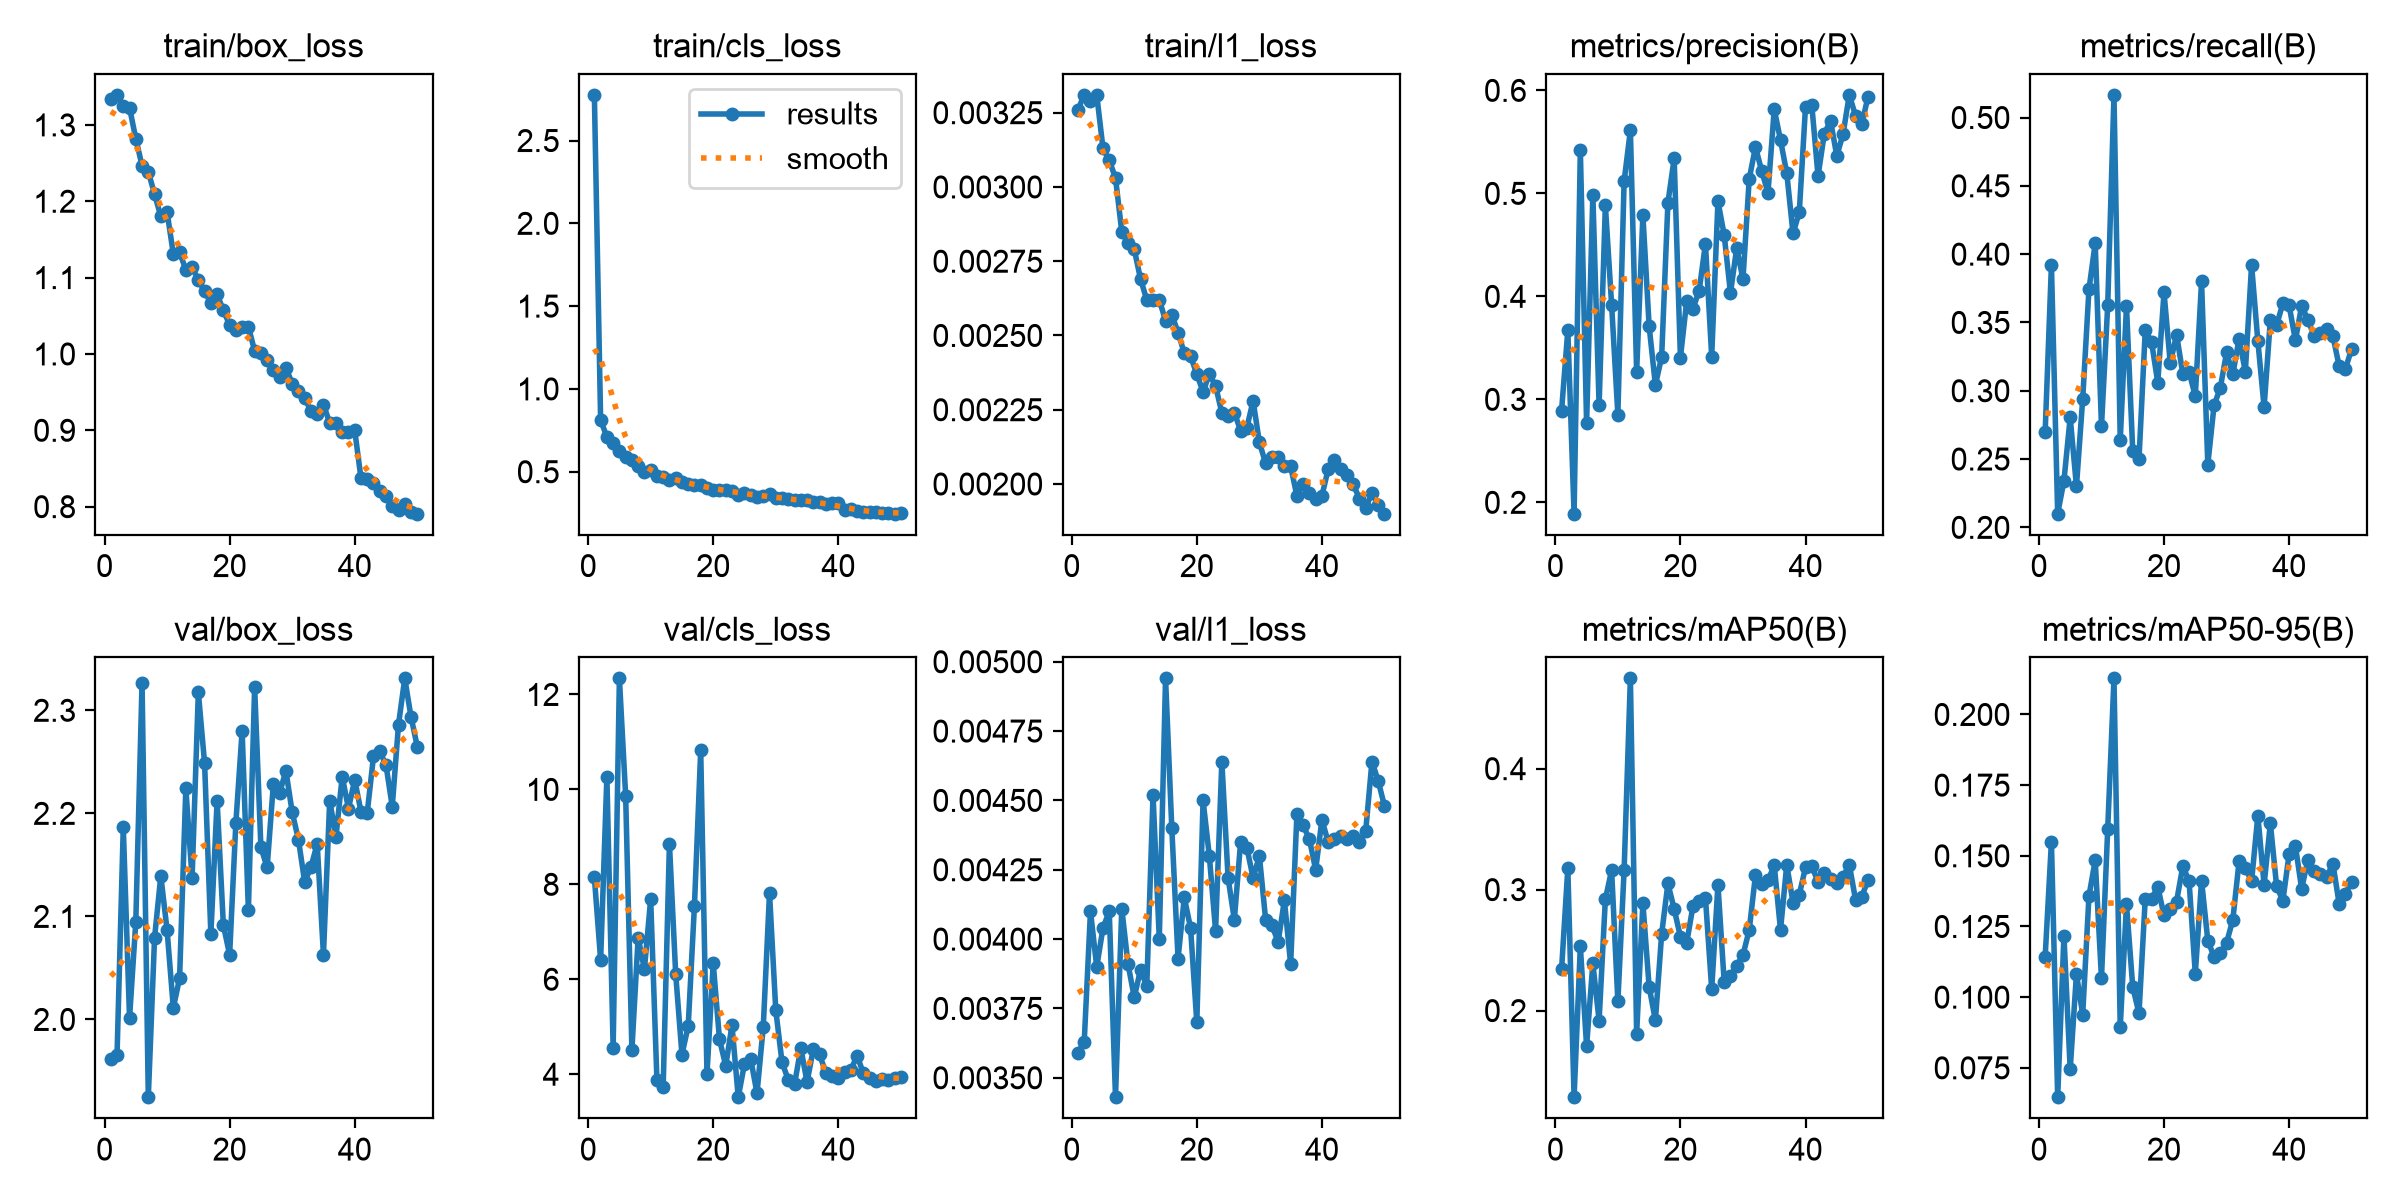 train/box_loss
1.3
1.2
1.1
1.0
0.9
0.8
0 20 40
train/cls_loss
results
smooth
2.5
2.0
1.5
1.0
0.5
0 20 40
train/l1_loss
0.00325
0.00300
0.00275
0.00250
0.00225
0.00200
0 20 40
metrics/precision(B)
0.6
0.5
0.4
0.3
0.2
0 20 40
metrics/recall(B)
0.50
0.45
0.40
0.35
0.30
0.25
0.20
0 20 40
val/box_loss
2.3
2.2
2.1
2.0
0 20 40
val/cls_loss
12
10
8
6
4
0 20 40
val/l1_loss
0.00500
0.00475
0.00450
0.00425
0.00400
0.00375
0.00350
0 20 40
metrics/mAP50(B)
0.4
0.3
0.2
0 20 40
metrics/mAP50-95(B)
0.200
0.175
0.150
0.125
0.100
0.075
0 20 40